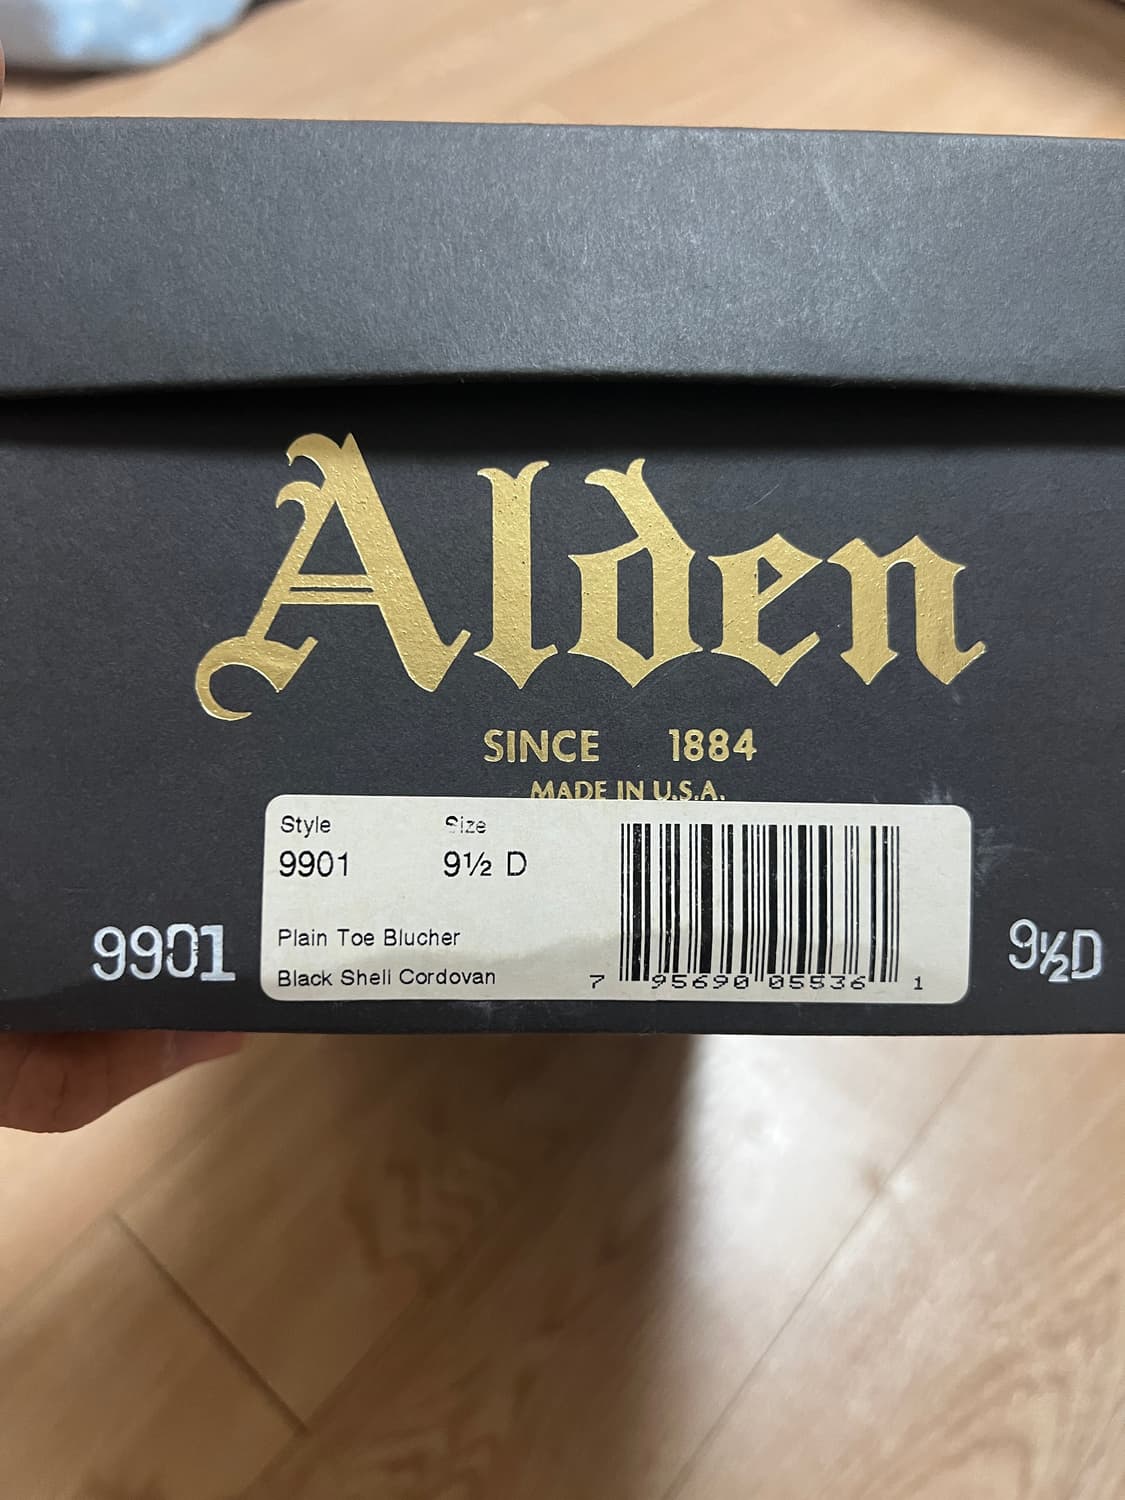 Alden
SINCE 1884
MADE IN U.S.A.
Style Size
9901 9½ D
Plain Toe Blucher
Black Shell Cordovan
7 95690 05536 1
9901
9½D